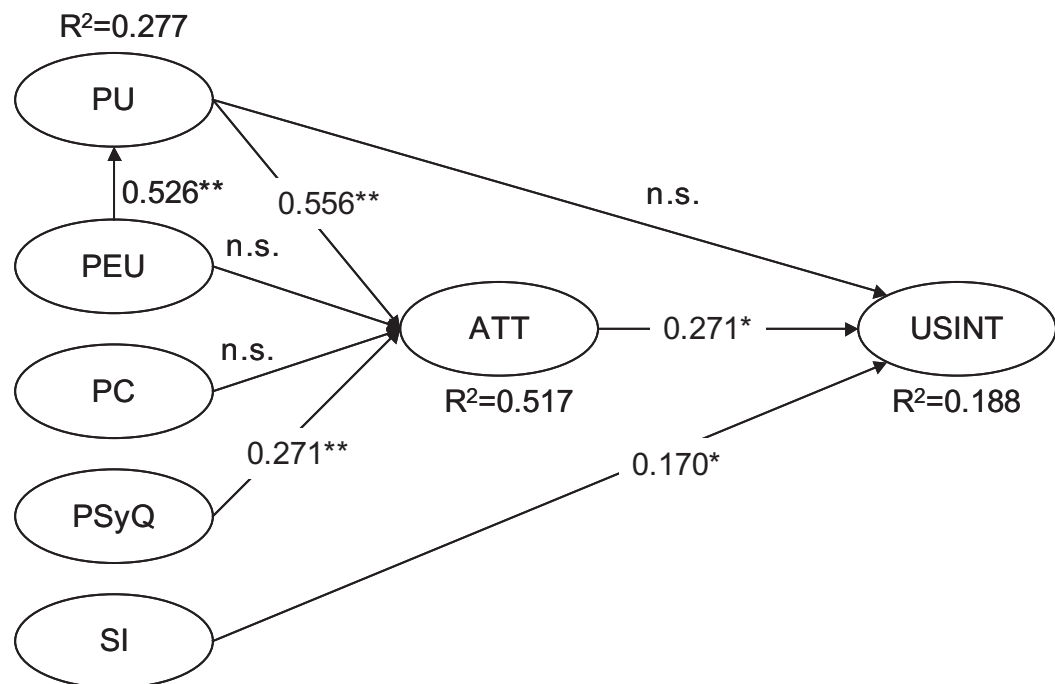 R²=0.277
PU
0.526**
0.556**
n.s.
PEU
n.s.
ATT
0.271*
USINT
n.s.
PC
R²=0.517
R²=0.188
0.271**
0.170*
PSyQ
SI